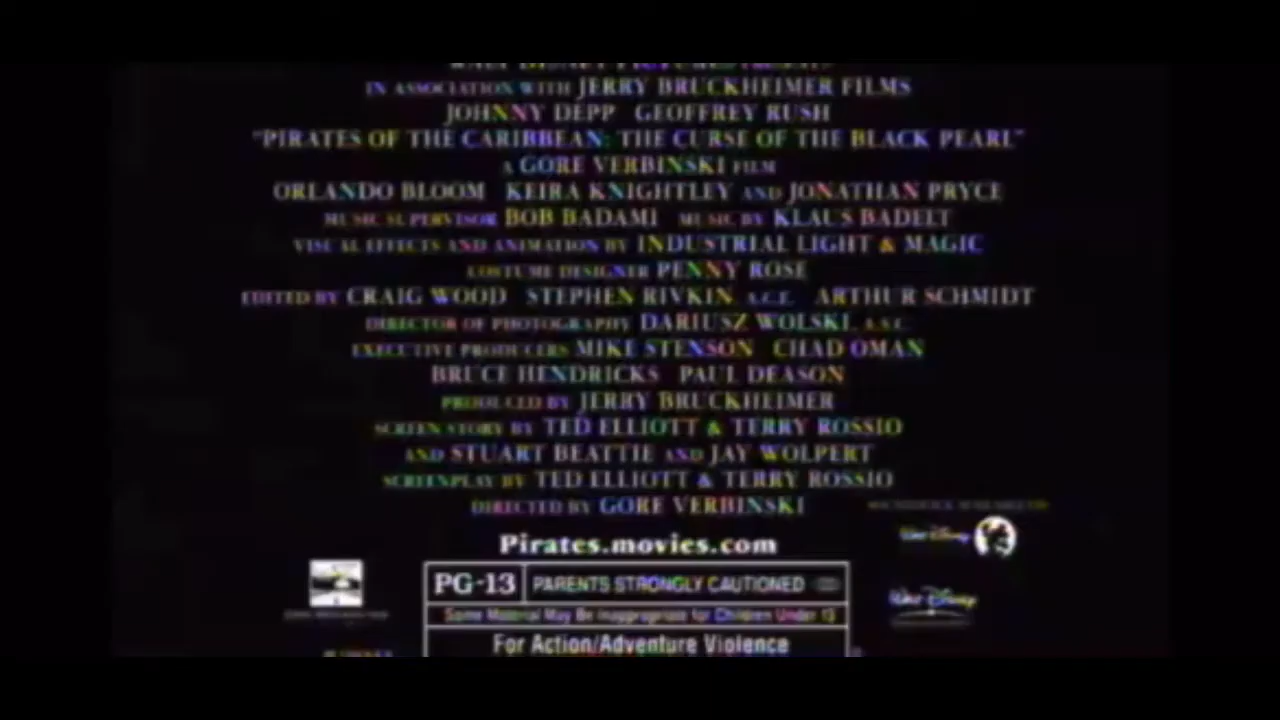 IN ASSOCIATION WITH JERRY BRUCKHEIMER FILMS
JOHNNY DEPP GEOFFREY RUSH
"PIRATES OF THE CARIBBEAN: THE CURSE OF THE BLACK PEARL"
A GORE VERBINSKI FILM
ORLANDO BLOOM KEIRA KNIGHTLEY AND JONATHAN PRYCE
MUSIC SUPERVISOR BOB BADAMI MUSIC BY KLAUS BADELT
VISUAL EFFECTS AND ANIMATION BY INDUSTRIAL LIGHT & MAGIC
COSTUME DESIGNER PENNY ROSE
EDITED BY CRAIG WOOD STEPHEN RIVKIN, A.C.E. ARTHUR SCHMIDT
DIRECTOR OF PHOTOGRAPHY DARIUSZ WOLSKI, A.S.C.
EXECUTIVE PRODUCERS MIKE STENSON CHAD OMAN
BRUCE HENDRICKS PAUL DEASON
PRODUCED BY JERRY BRUCKHEIMER
SCREEN STORY BY TED ELLIOTT & TERRY ROSSIO
AND STUART BEATTIE AND JAY WOLPERT
SCREENPLAY BY TED ELLIOTT & TERRY ROSSIO
DIRECTED BY GORE VERBINSKI
Pirates.movies.com
WALT DISNEY
PG-13 PARENTS STRONGLY CAUTIONED
Some Material May Be Inappropriate for Children Under 13
WALT DISNEY
For Action/Adventure Violence